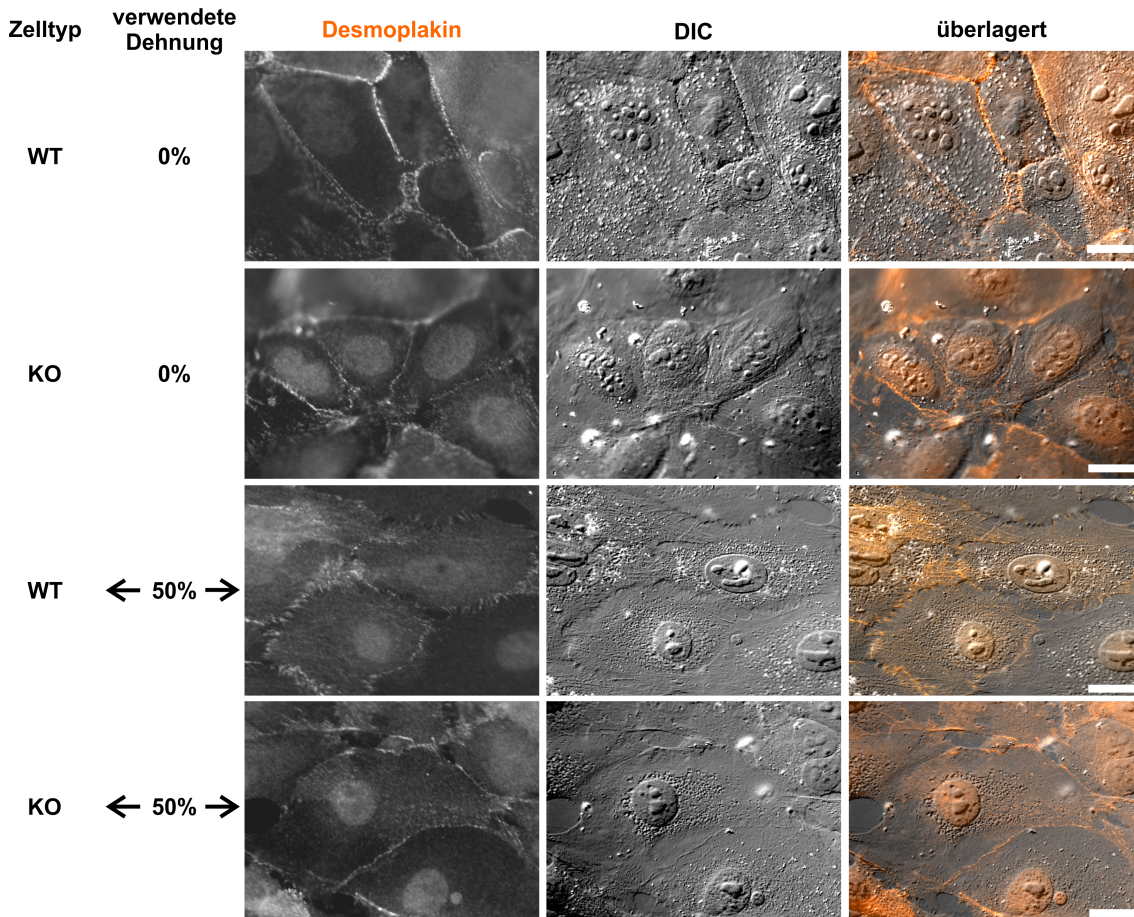 Zelltyp
verwendete
Dehnung
Desmoplakin
DIC
überlagert
WT
0%
KO
0%
WT
50%
KO
50%